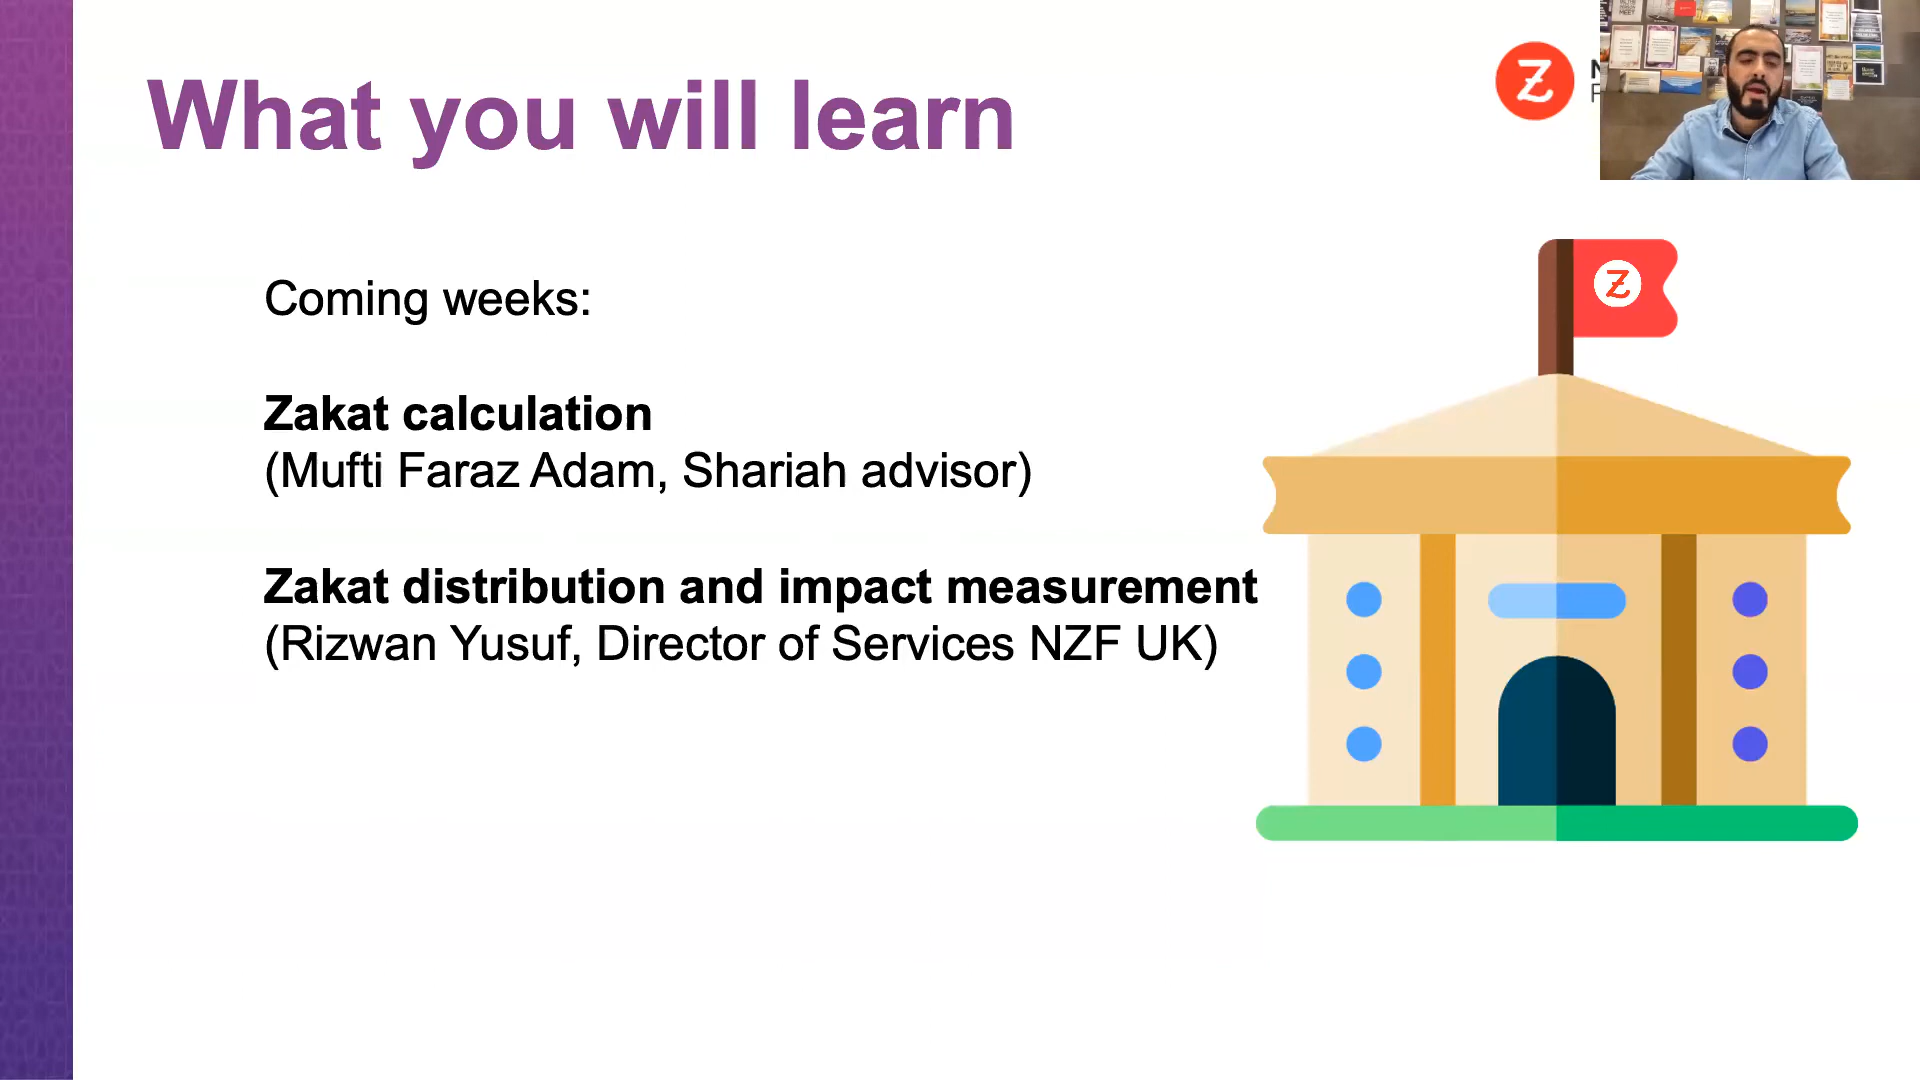 What you will learn
Coming weeks:
Zakat calculation
(Mufti Faraz Adam, Shariah advisor)
Zakat distribution and impact measurement
(Rizwan Yusuf, Director of Services NZF UK)
Z
Z